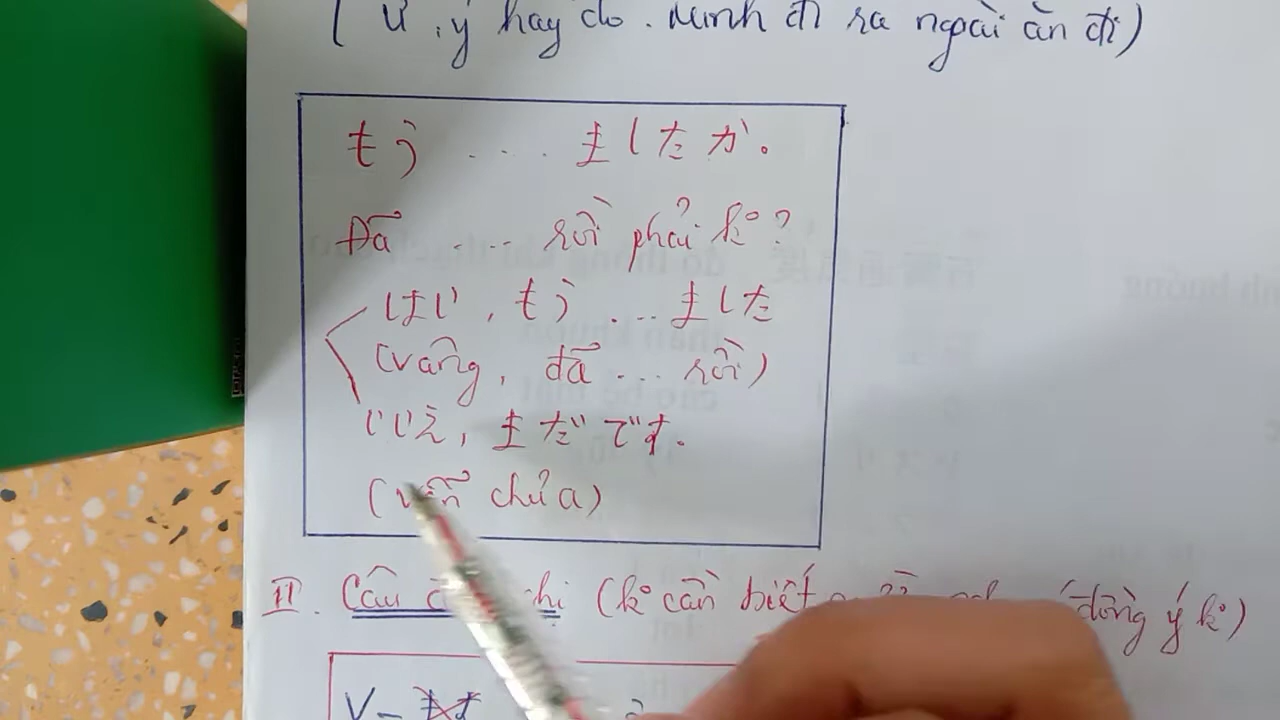 ( Ừ, ý hay đó. Mình đi ra ngoài ăn đi)
もう .... ましたか。
Đã .... rồi phải k°?
はい, もう ... ました
(vâng, đã ... rồi)
いいえ, まだです.
(vẫn chưa)
II. Câu (k° cần biết đồng ý k°)
V-